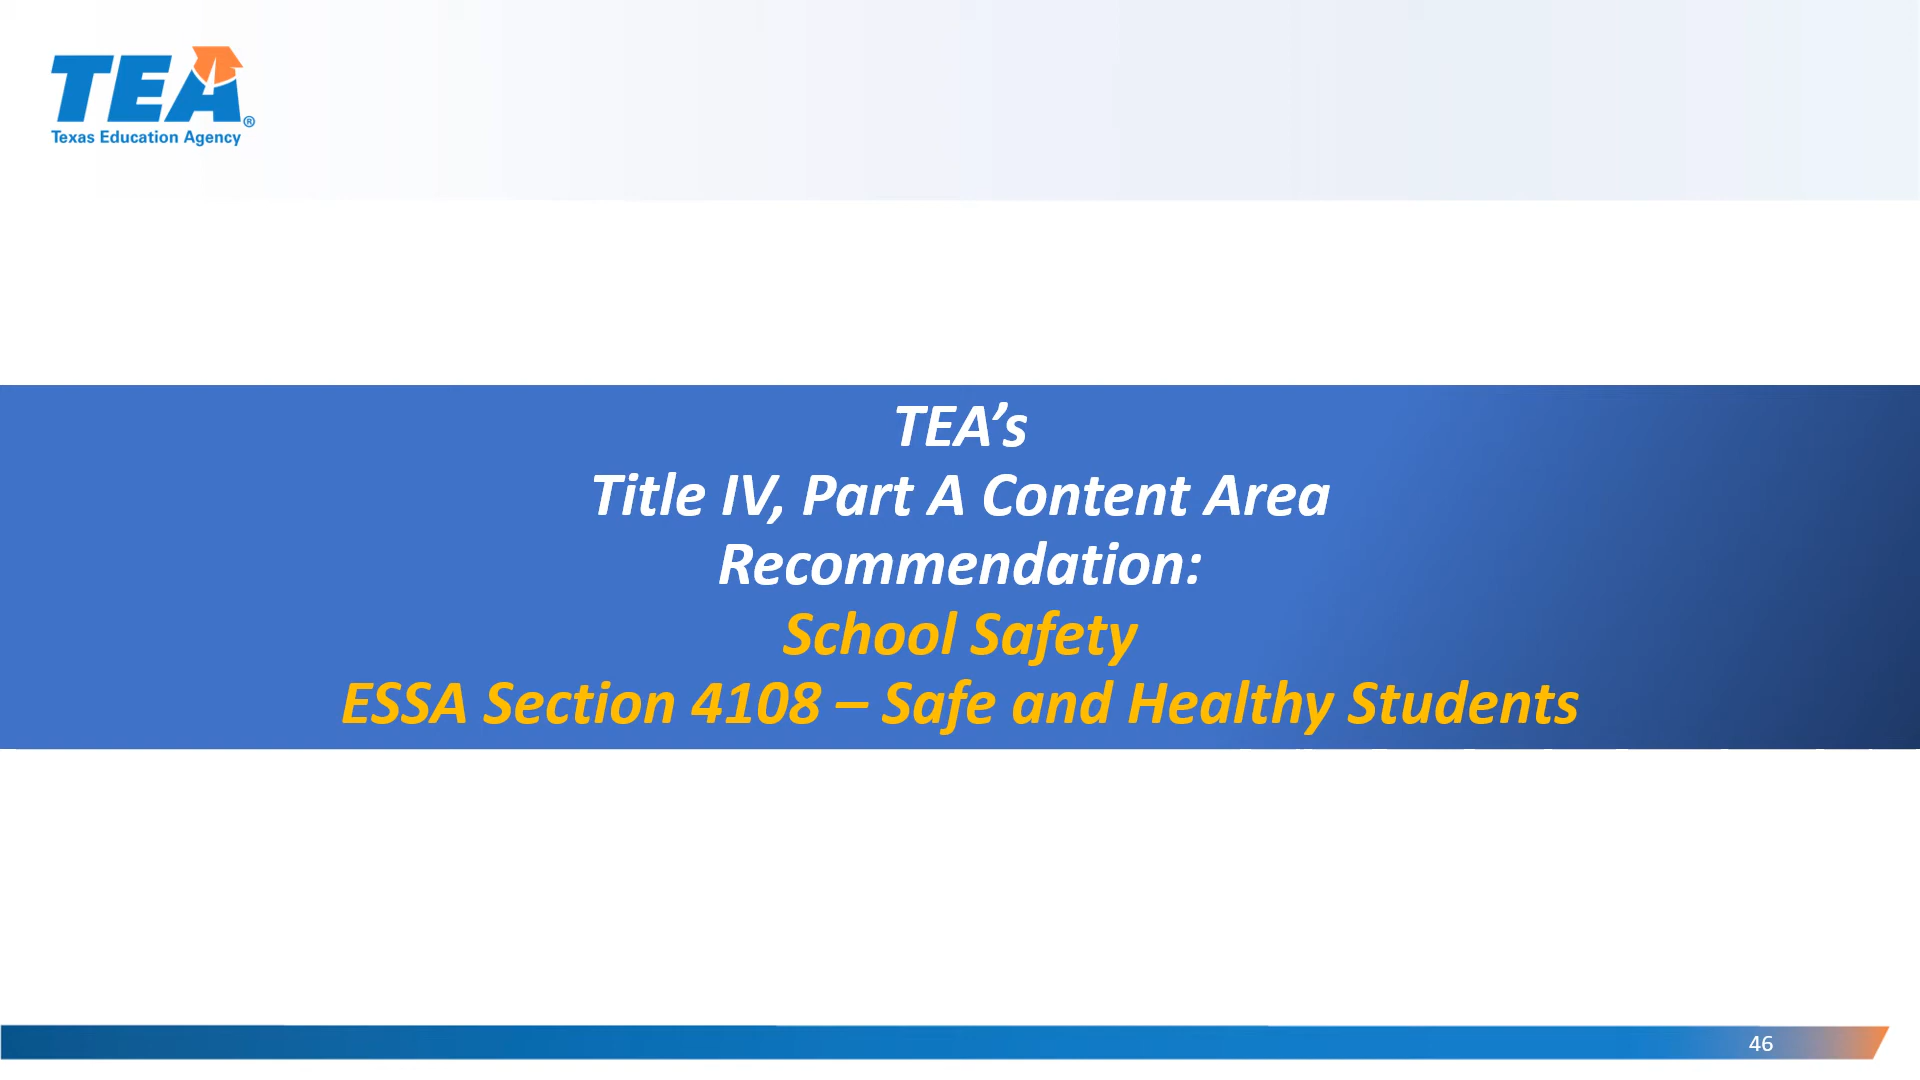 TEA®
Texas Education Agency
TEA’s
Title IV, Part A Content Area
Recommendation:
School Safety
ESSA Section 4108 – Safe and Healthy Students
46